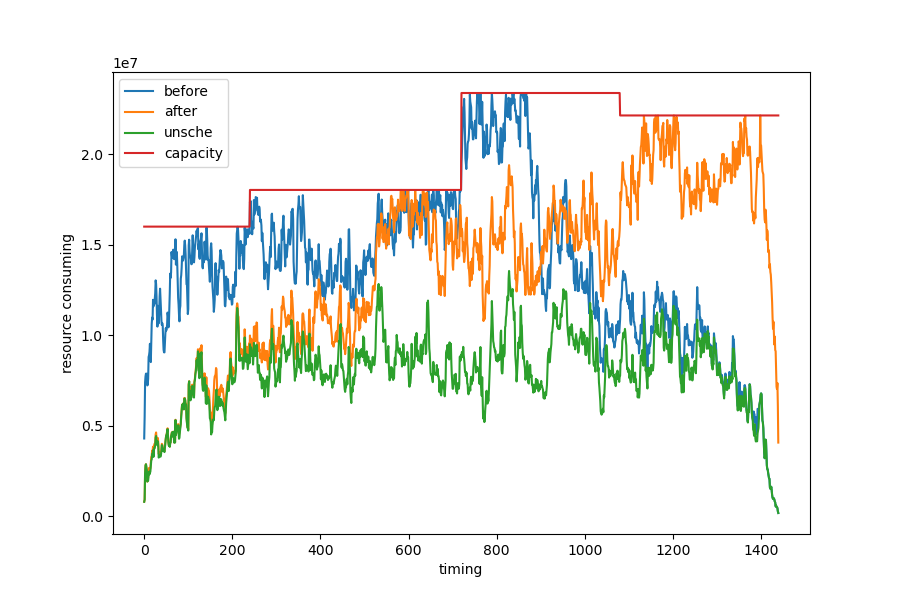 1e7
before
after
unsche
capacity
2.0
1.5
1.0
0.5
0.0
resource consuming
0 200 400 600 800 1000 1200 1400
timing